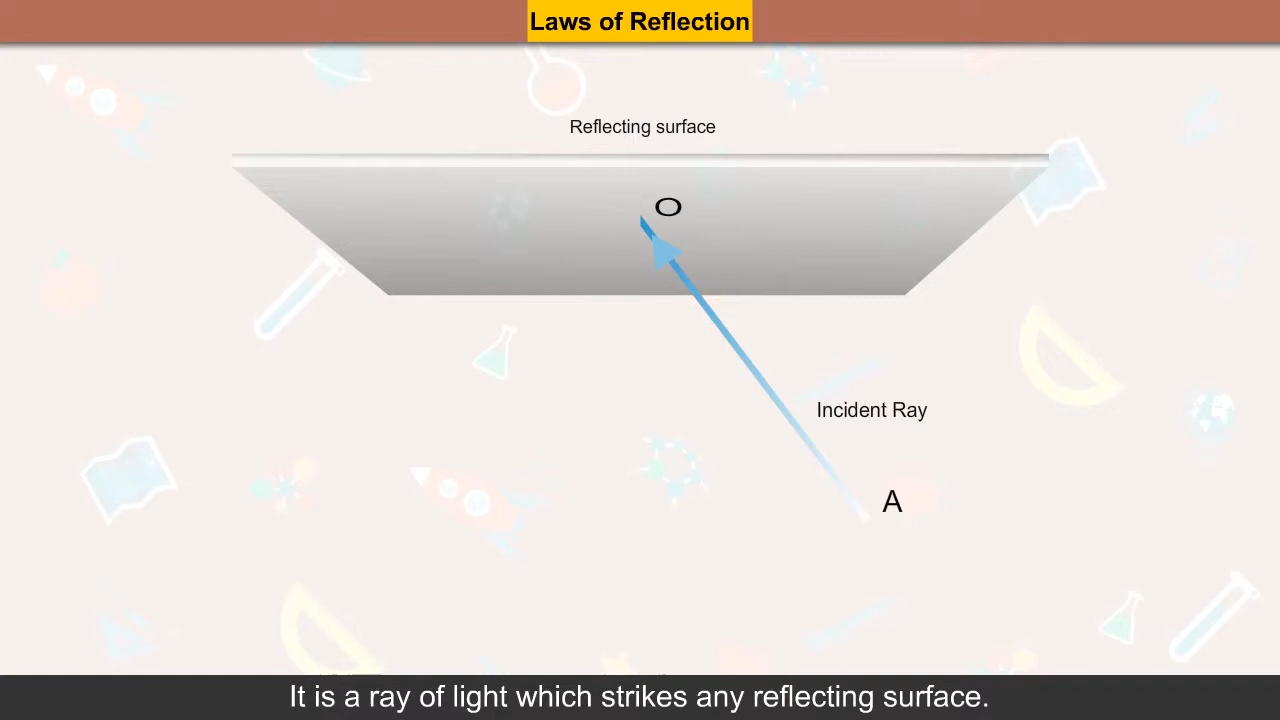 Laws of Reflection
Reflecting surface
O
Incident Ray
A
It is a ray of light which strikes any reflecting surface.